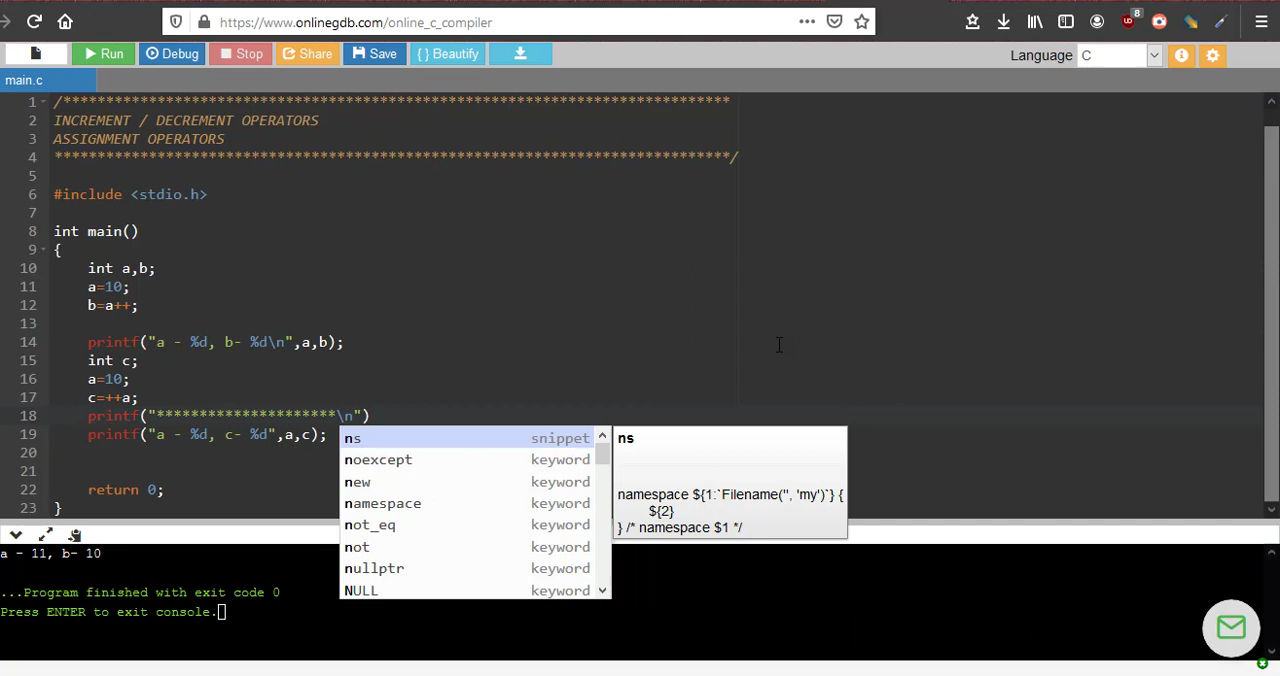 https://www.onlinegdb.com/online_c_compiler
8
Run Debug Stop Share Save { } Beautify Language C
main.c
1 /******************************************************************************
2 INCREMENT / DECREMENT OPERATORS
3 ASSIGNMENT OPERATORS
4 *******************************************************************************/
5
6 #include <stdio.h>
7
8 int main()
9 {
10 int a,b;
11 a=10;
12 b=a++;
13
14 printf("a - %d, b- %d\n",a,b);
15 int c;
16 a=10;
17 c=++a;
18 printf("*********************\n")
19 printf("a - %d, c- %d",a,c);
20
21
22 return 0;
23 }
ns snippet
noexcept keyword
new keyword
namespace keyword
not_eq keyword
not keyword
nullptr keyword
NULL keyword
ns
namespace ${1:`Filename('', 'my')`} {
${2}
} /* namespace $1 */
a - 11, b- 10
...Program finished with exit code 0
Press ENTER to exit console.